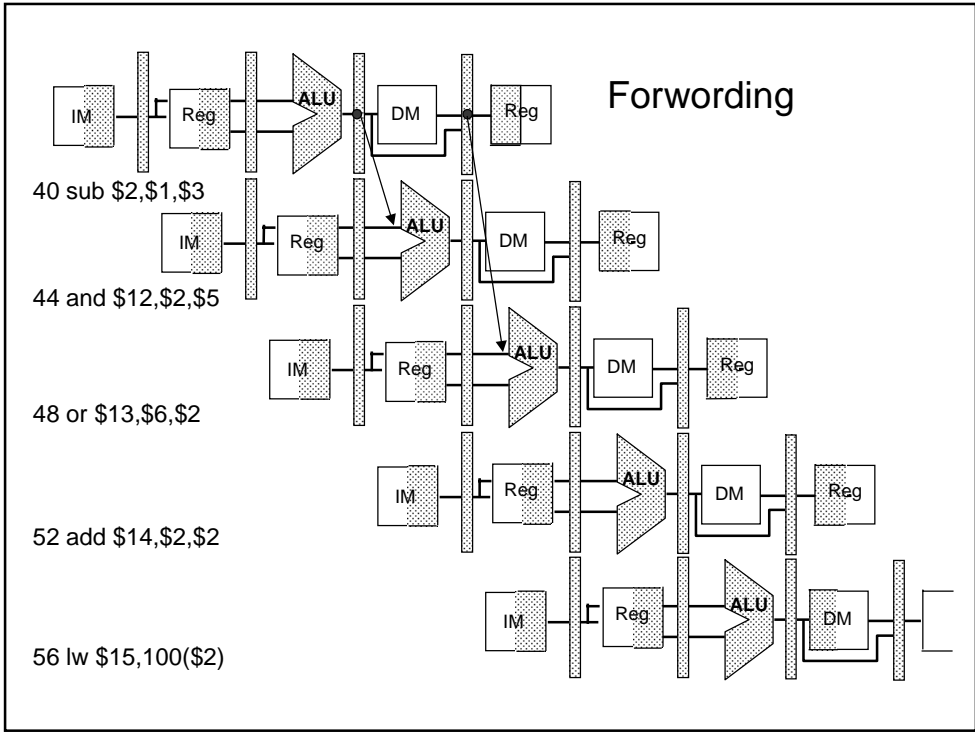 Forwording
IM Reg ALU DM Reg
40 sub $2,$1,$3
IM Reg ALU DM Reg
44 and $12,$2,$5
IM Reg ALU DM Reg
48 or $13,$6,$2
IM Reg ALU DM Reg
52 add $14,$2,$2
IM Reg ALU DM
56 lw $15,100($2)